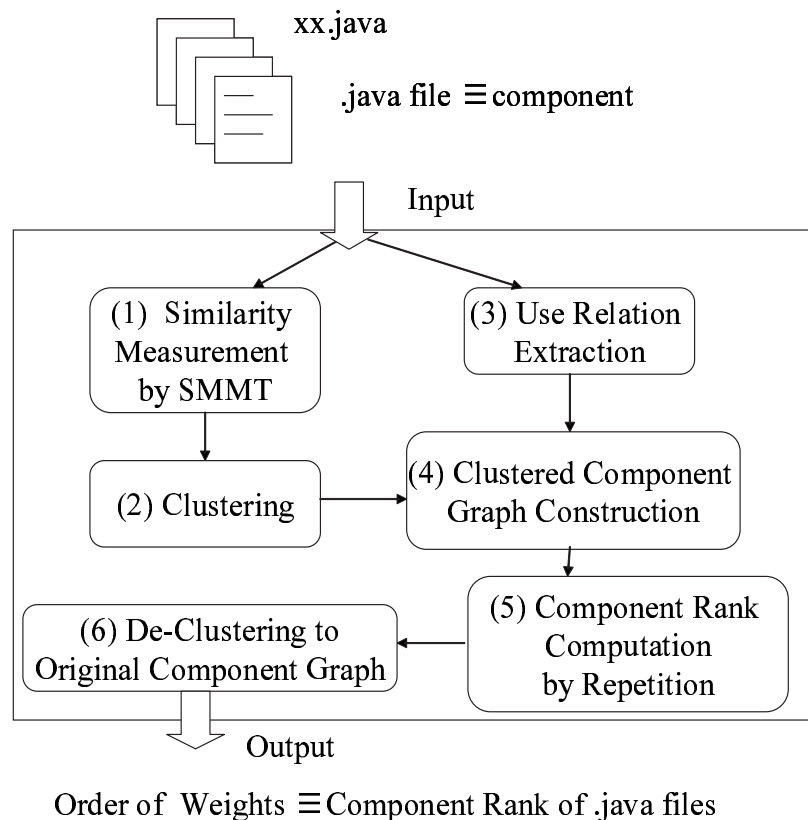 xx.java
.java file ≡ component
Input
(1) Similarity
Measurement
by SMMT
(3) Use Relation
Extraction
(2) Clustering
(4) Clustered Component
Graph Construction
(5) Component Rank
Computation
by Repetition
(6) De-Clustering to
Original Component Graph
Output
Order of Weights ≡ Component Rank of .java files